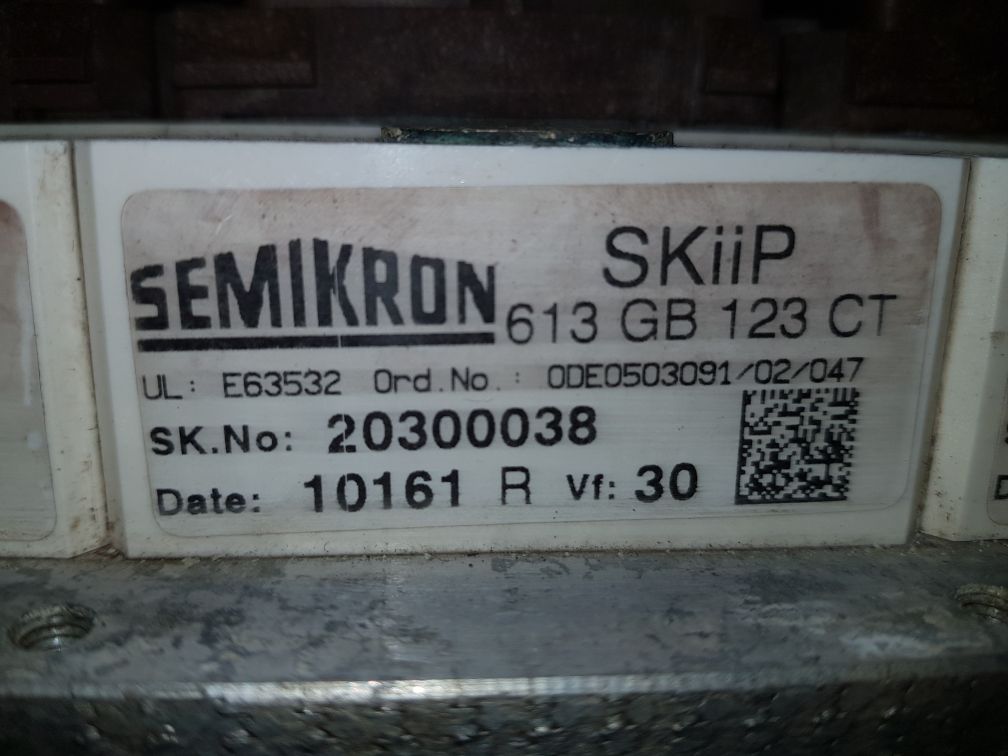 SEMIKRON
SKiiP
613 GB 123 CT
UL: E63532 Ord.No.: 0DE0503091/02/047
SK.No: 20300038
Date: 10161 R Vf: 30